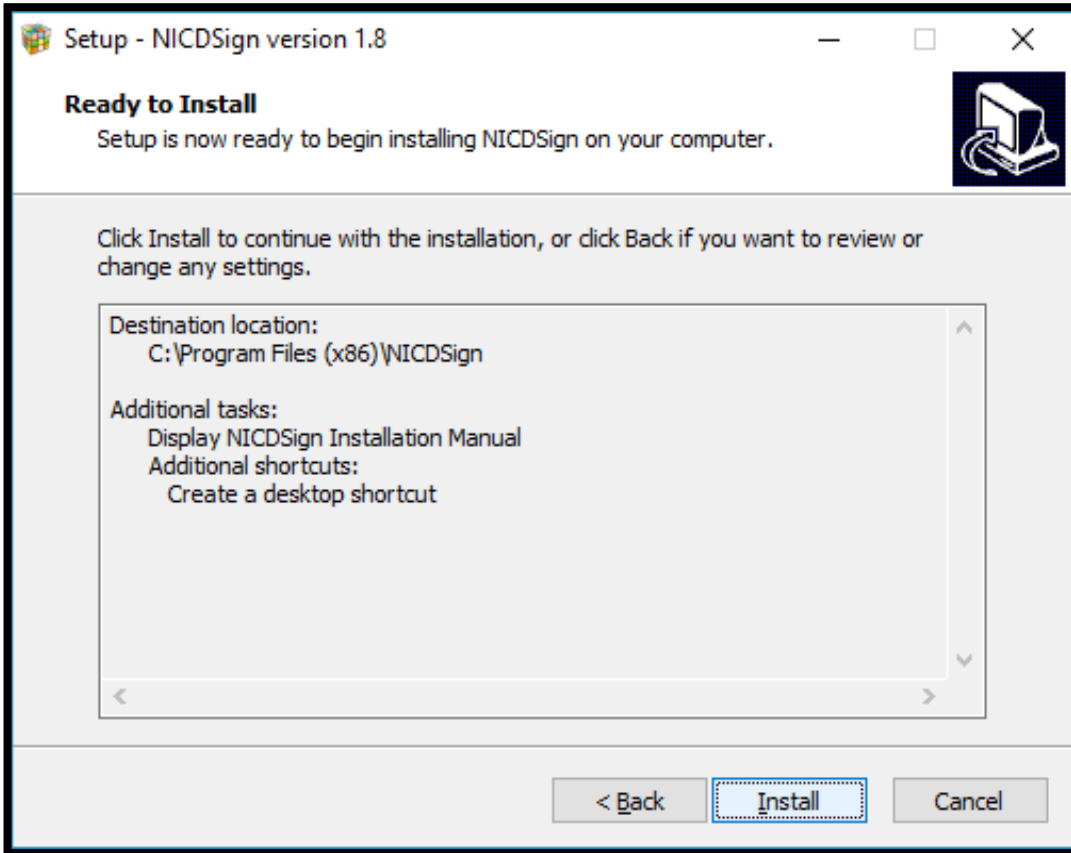 Setup - NICDSign version 1.8
Ready to Install
Setup is now ready to begin installing NICDSign on your computer.
Click Install to continue with the installation, or click Back if you want to review or
change any settings.
Destination location:
C:\Program Files (x86)\NICDSign
Additional tasks:
Display NICDSign Installation Manual
Additional shortcuts:
Create a desktop shortcut
< Back
Install
Cancel